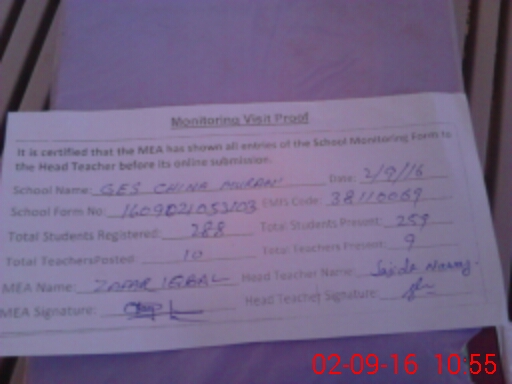 Monitoring Visit Proof
It is certified that the MEA has shown all entries of the School Monitoring Form to
the Head Teacher before its online submission.
School Name: GES CHINA MURAN Date: 2/9/16
School Form No: 1609021053103 EMIS Code: 38110069
Total Students Registered: 288 Total Students Present: 259
Total TeachersPosted: 10 Total Teachers Present: 9
MEA Name: ZAFAR IQBAL Head Teacher Name: Sajida
MEA Signature: Head Teacher Signature:
02-09-16 10:55